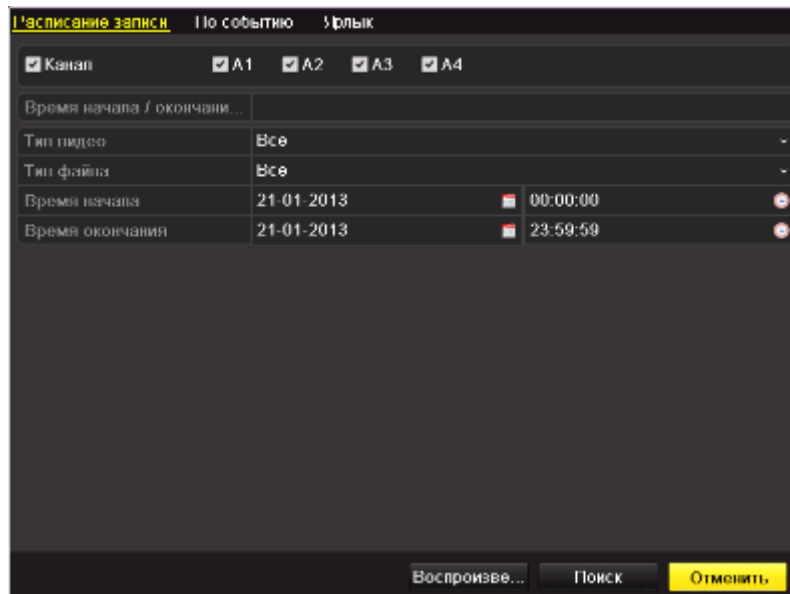 Расписание записи По событию Ярлык
Канал A1 A2 A3 A4
Время начала / окончани...
Тип видео Все
Тип файла Все
Время начала 21-01-2013 00:00:00
Время окончания 21-01-2013 23:59:59
Воспроизве... Поиск Отменить